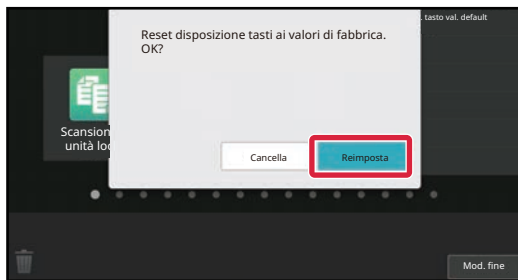 . tasto val. default
Reset disposizione tasti ai valori di fabbrica.
OK?
Scansion
unità loc
Cancella
Reimposta
Mod. fine